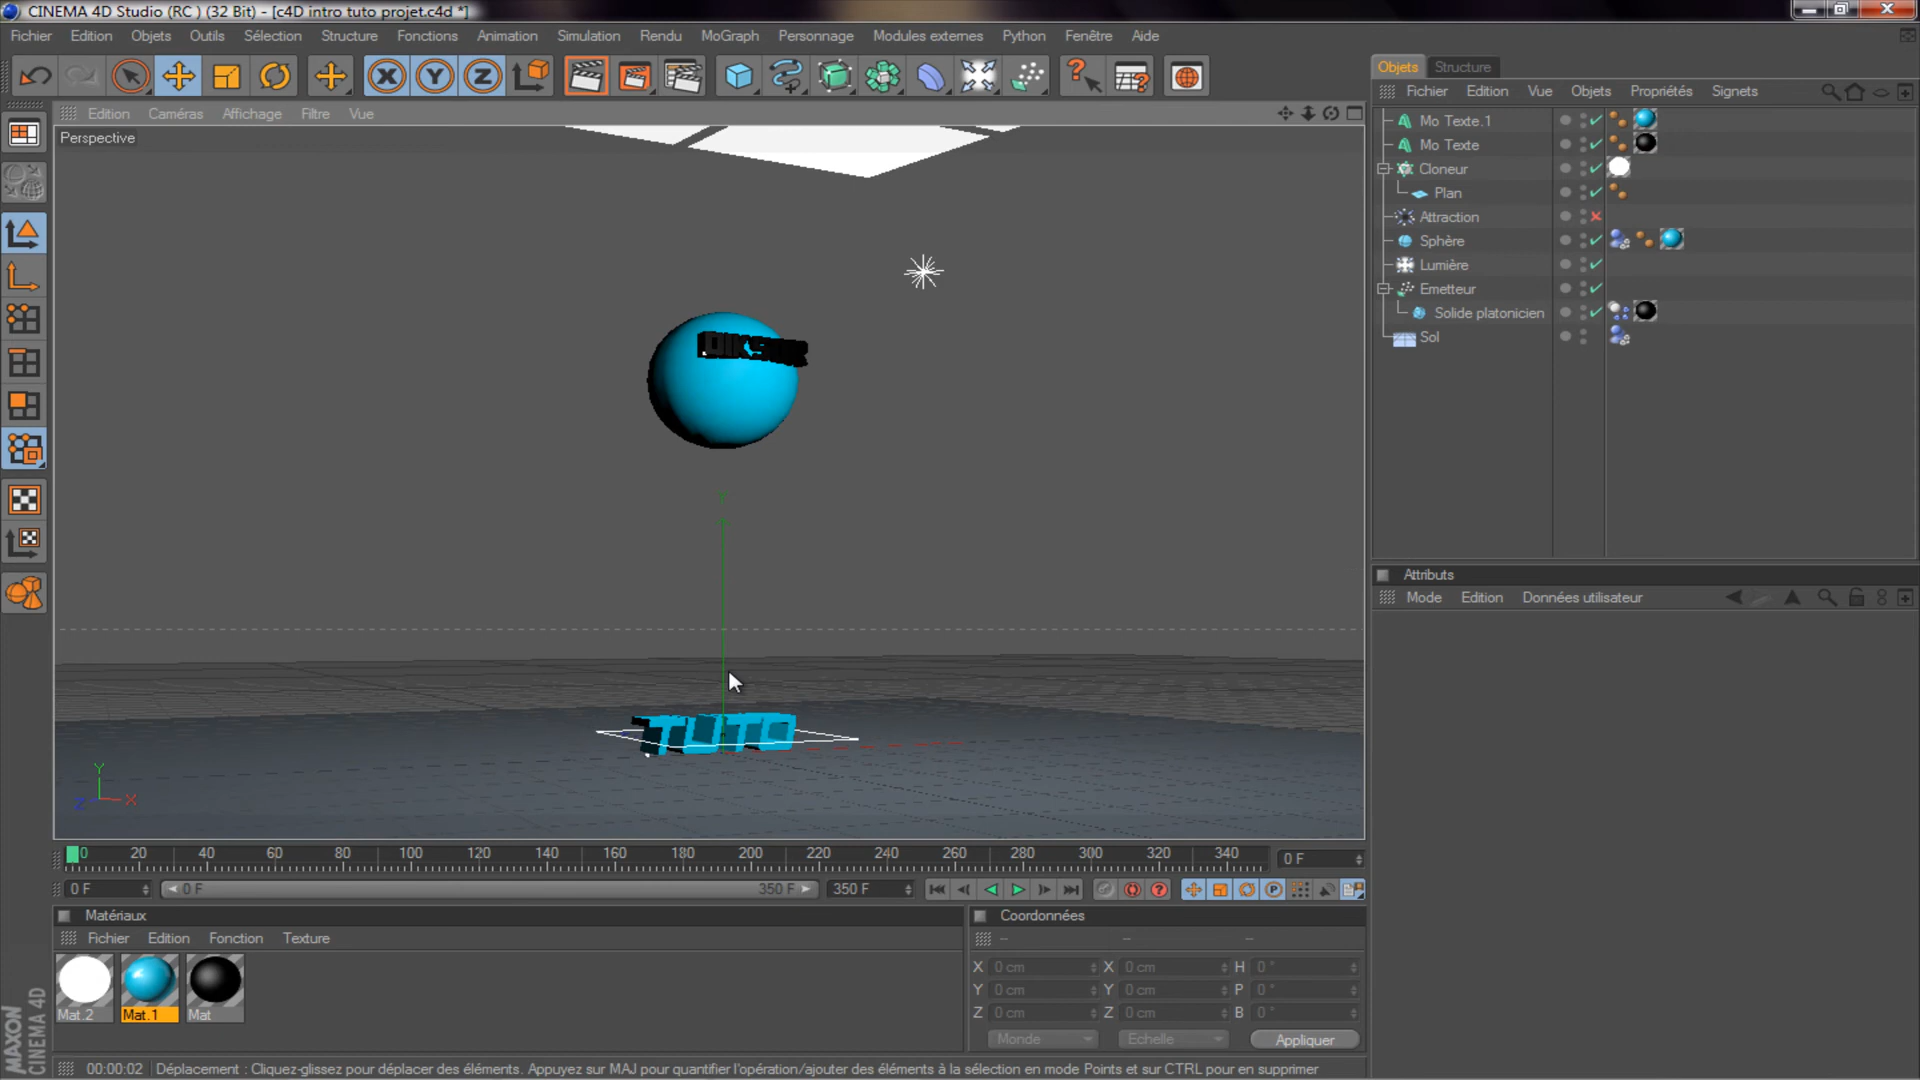 CINEMA 4D Studio (RC ) (32 Bit) - [c4D intro tuto projet.c4d *]
Fichier Edition Objets Outils Sélection Structure Fonctions Animation Simulation Rendu MoGraph Personnage Modules externes Python Fenêtre Aide
X Y Z
Objets Structure
Fichier Edition Vue Objets Propriétés Signets
Edition Caméras Affichage Filtre Vue
Perspective
Mo Texte.1
Mo Texte
Cloneur
Plan
Attraction
Sphère
Lumière
Emetteur
Solide platonicien
Sol
Attributs
Mode Edition Données utilisateur
TUTO
Y
Z X
0 20 40 60 80 100 120 140 160 180 200 220 240 260 280 300 320 340 0 F
0 F 0 F 350 F 350 F
Matériaux
Fichier Edition Fonction Texture
Mat.2 Mat.1 Mat
Coordonnées
-- -- --
X 0 cm X 0 cm H 0 °
Y 0 cm Y 0 cm P 0 °
Z 0 cm Z 0 cm B 0 °
Monde Echelle Appliquer
MAXON
CINEMA 4D
00:00:02 Déplacement : Cliquez-glissez pour déplacer des éléments. Appuyez sur MAJ pour quantifier l'opération/ajouter des éléments à la sélection en mode Points et sur CTRL pour en supprimer